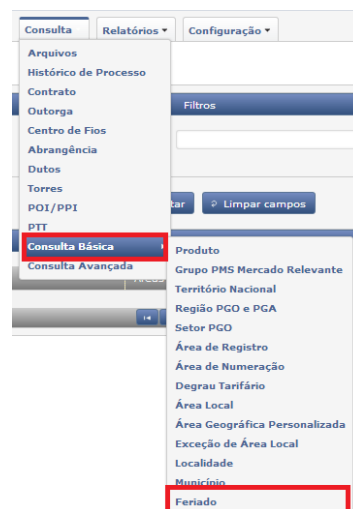 Consulta Relatórios Configuração
Arquivos
Histórico de Processo
Contrato
Outorga
Filtros
Centro de Fios
Abrangência
Dutos
Torres
POI/PPI
tar Limpar campos
PTT
Consulta Básica
Produto
Consulta Avançada
Grupo PMS Mercado Relevante
Território Nacional
Região PGO e PGA
Setor PGO
Área de Registro
Área de Numeração
Degrau Tarifário
Área Local
Área Geográfica Personalizada
Exceção de Área Local
Localidade
Município
Feriado